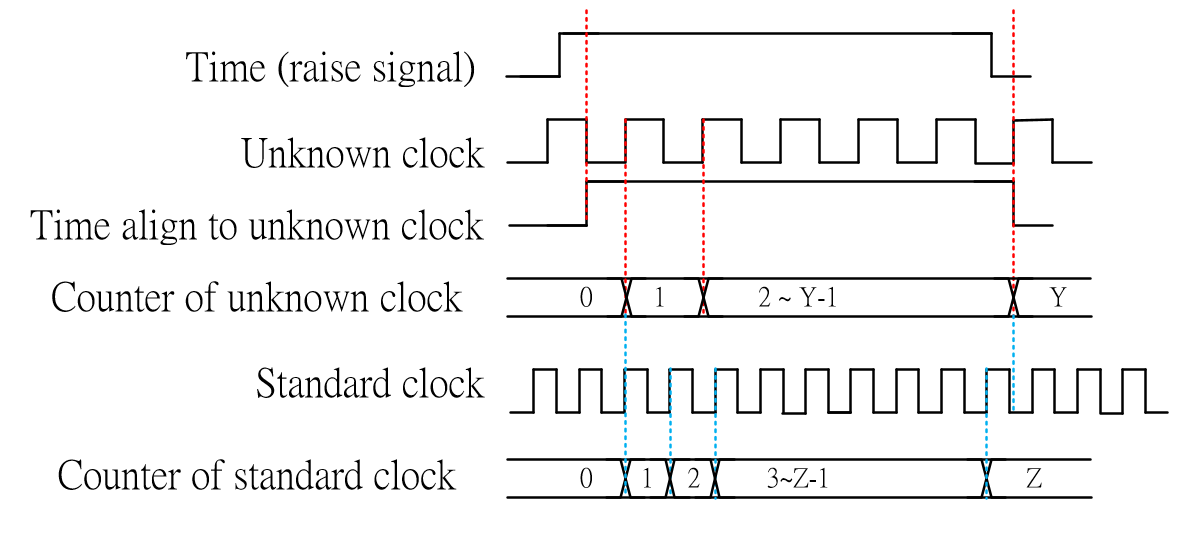 Time (raise signal)
Unknown clock
Time align to unknown clock
Counter of unknown clock 0 1 2 ~ Y-1 Y
Standard clock
Counter of standard clock 0 1 2 3~Z-1 Z